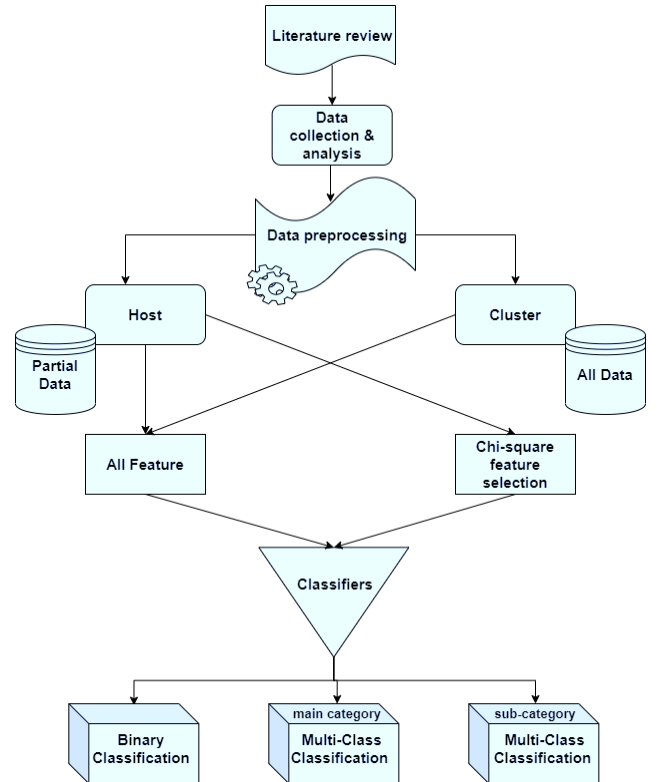 Literature review
Data
collection &
analysis
Data preprocessing
Host
Cluster
Partial
Data
All Data
All Feature
Chi-square
feature
selection
Classifiers
main category
sub-category
Binary
Classification
Multi-Class
Classification
Multi-Class
Classification